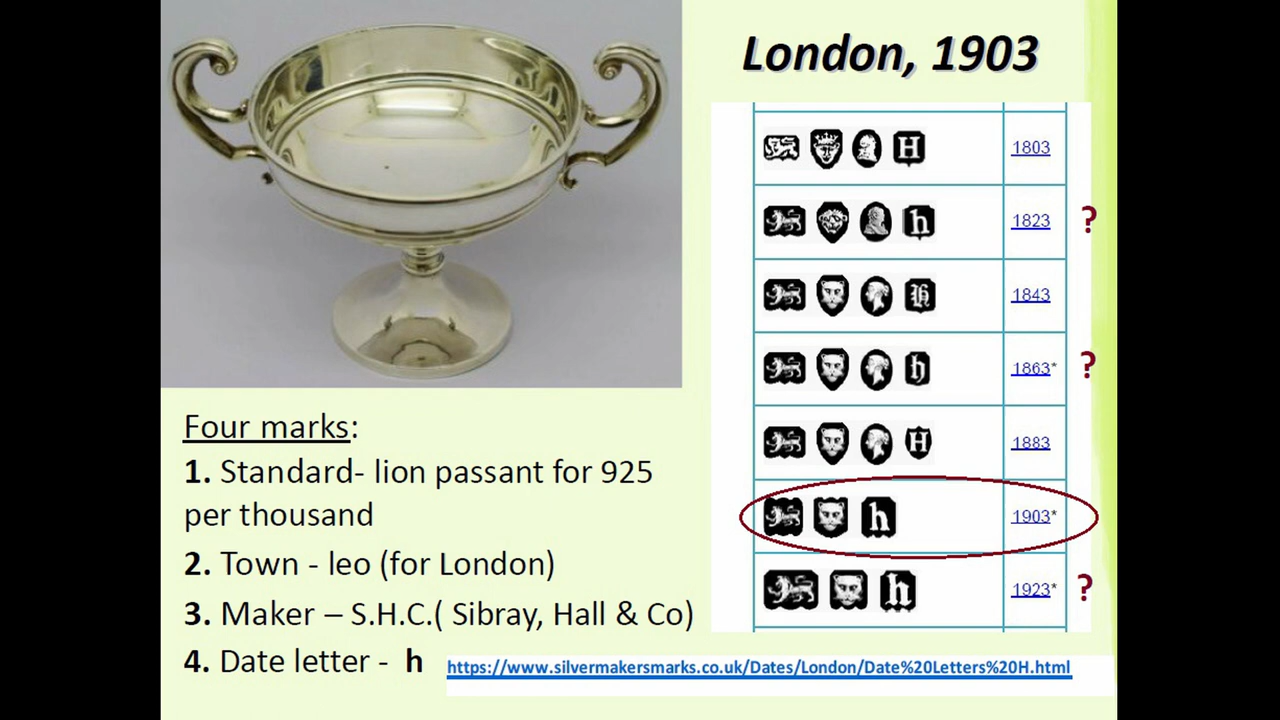 London, 1903
H 1803
h 1823 ?
H 1843
h 1863* ?
H 1883
h 1903*
h 1923* ?
Four marks:
1. Standard- lion passant for 925
per thousand
2. Town - leo (for London)
3. Maker – S.H.C.( Sibray, Hall & Co)
4. Date letter - h
https://www.silvermakersmarks.co.uk/Dates/London/Date%20Letters%20H.html